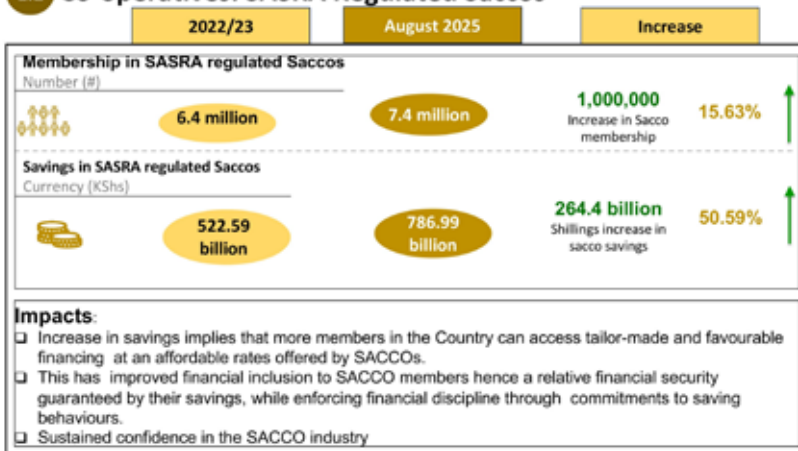 2022/23 August 2025 Increase
Membership in SASRA regulated Saccos
Number (#)
6.4 million 7.4 million 1,000,000 15.63%
Increase in Sacco
membership
Savings in SASRA regulated Saccos
Currency (KShs)
522.59 786.99 264.4 billion 50.59%
billion billion Shillings increase in
sacco savings
Impacts:
Increase in savings implies that more members in the Country can access tailor-made and favourable
financing at an affordable rates offered by SACCOs.
This has improved financial inclusion to SACCO members hence a relative financial security
guaranteed by their savings, while enforcing financial discipline through commitments to saving
behaviours.
Sustained confidence in the SACCO industry